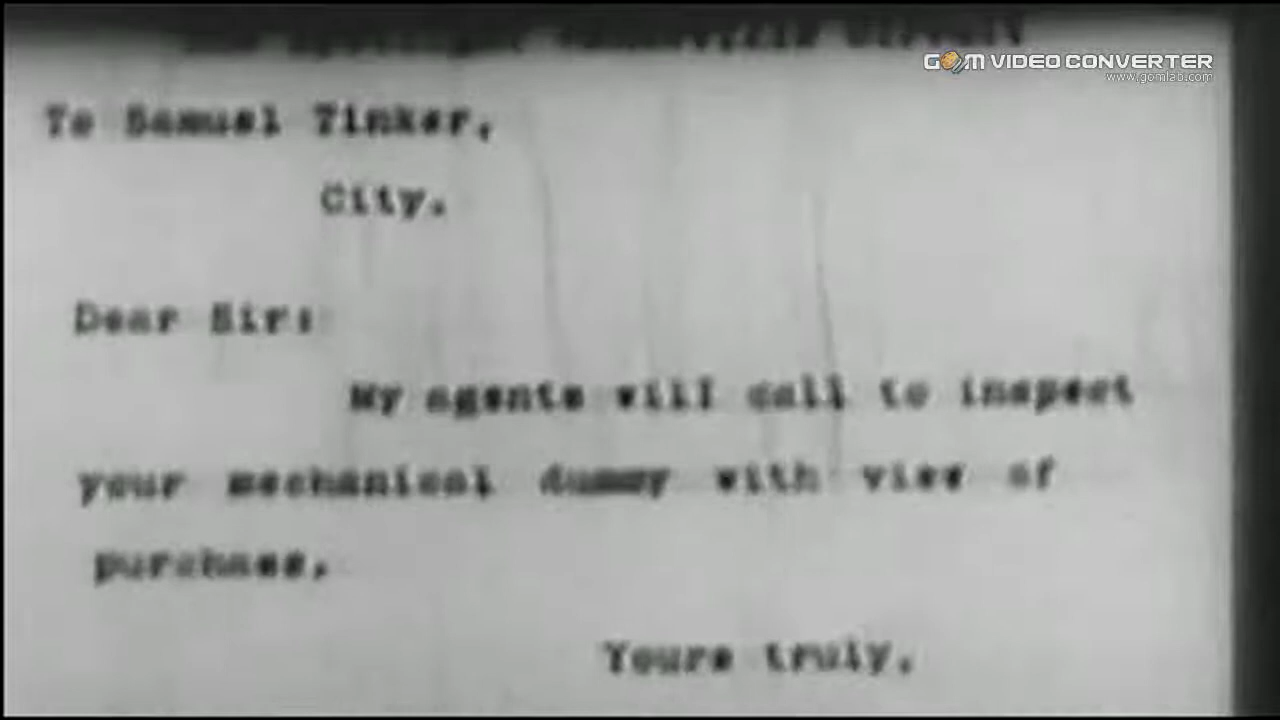 GOM VIDEO CONVERTER
www.gomlab.com
To Samuel Tinker,
City.
Dear Sir:
My agents will call to inspect
your mechanical dummy with view of
purchase.
Yours truly,